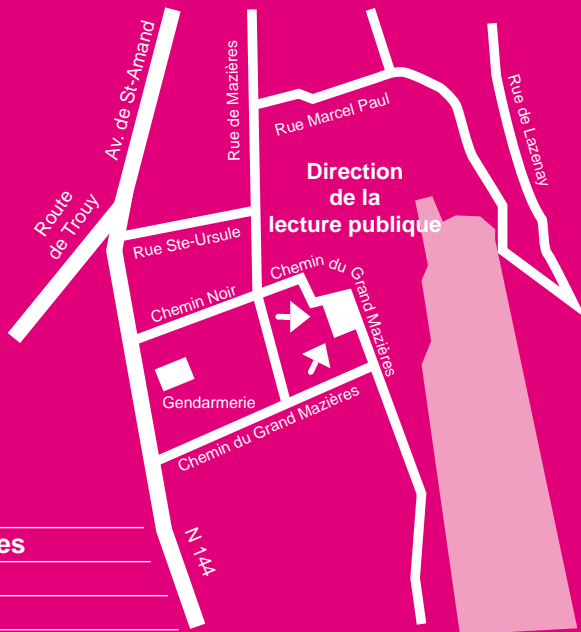 Av. de St-Amand
Rue de Mazières
Rue Marcel Paul
Rue de Lazenay
Route
de Trouy
Direction
de la
lecture publique
Rue Ste-Ursule
Chemin du Grand Mazières
Chemin Noir
Gendarmerie
Chemin du Grand Mazières
N 144
es